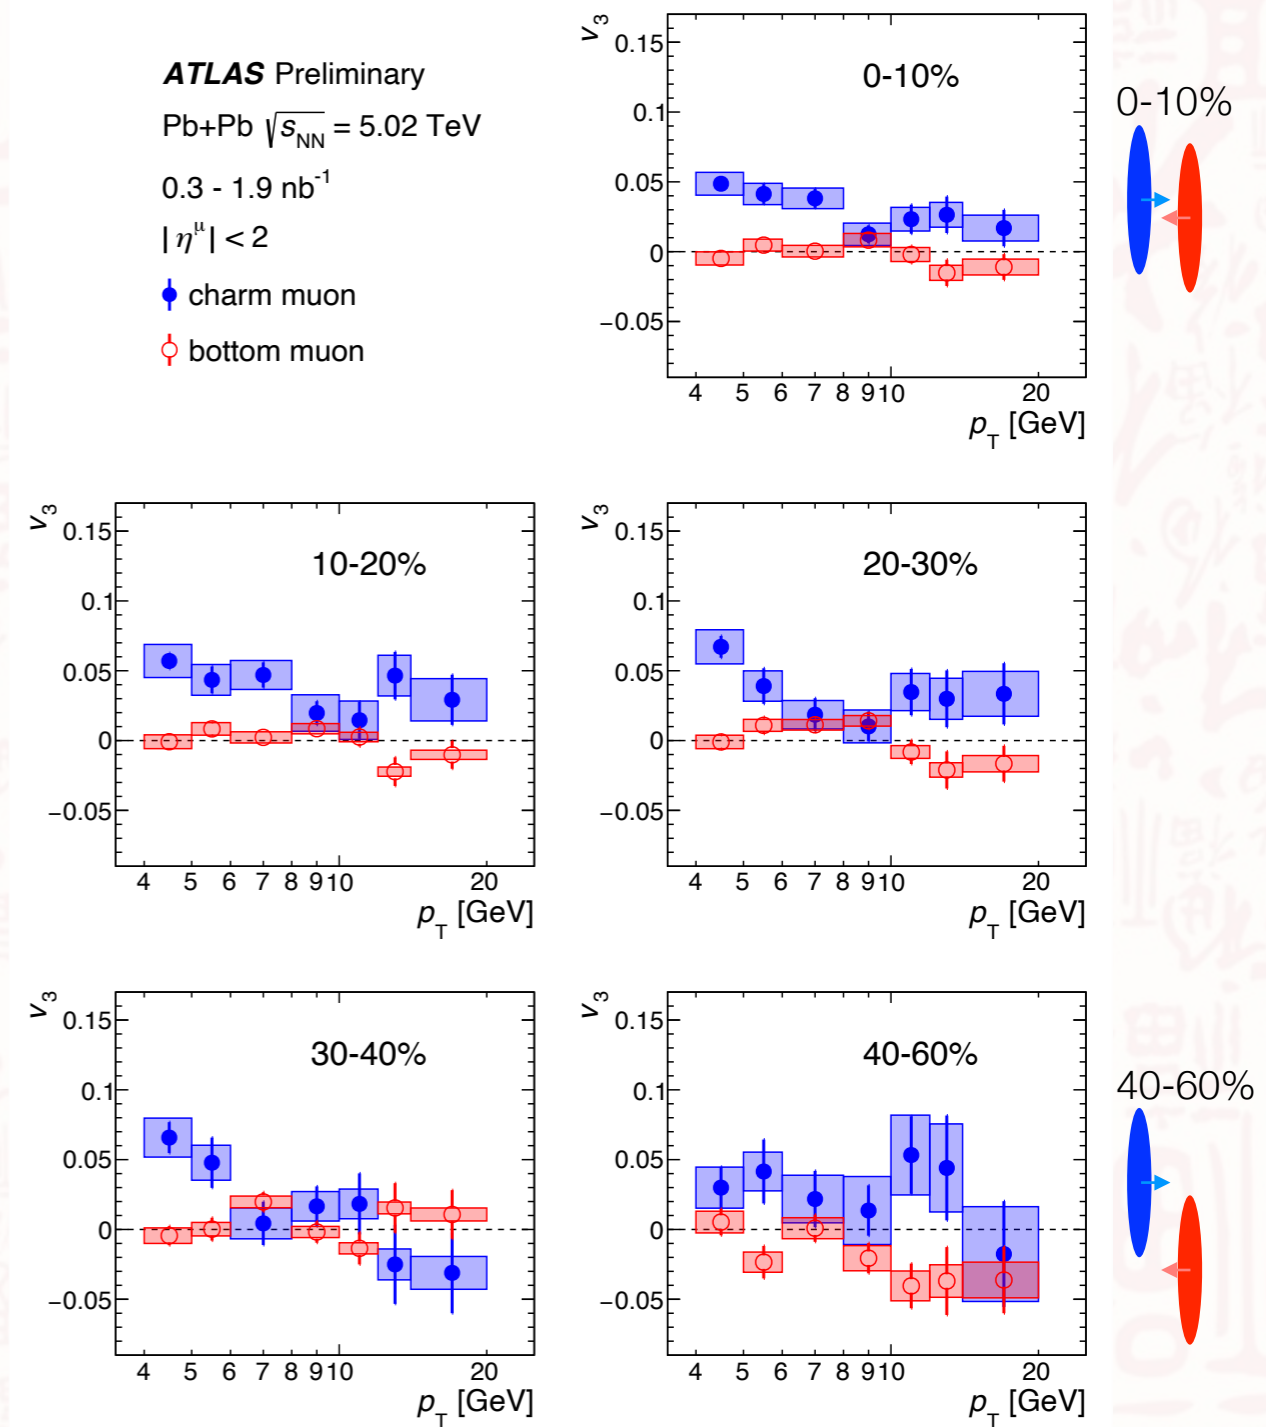 ATLAS Preliminary
Pb+Pb √sNN = 5.02 TeV
0.3 - 1.9 nb⁻¹
|ημ| < 2
charm muon
bottom muon
v3
0-10%
0.15
0.1
0.05
0
−0.05
4 5 6 7 8 9 10 20
pT [GeV]
0-10%
v3
10-20%
0.15
0.1
0.05
0
−0.05
4 5 6 7 8 9 10 20
pT [GeV]
v3
20-30%
0.15
0.1
0.05
0
−0.05
4 5 6 7 8 9 10 20
pT [GeV]
v3
30-40%
0.15
0.1
0.05
0
−0.05
4 5 6 7 8 9 10 20
pT [GeV]
v3
40-60%
0.15
0.1
0.05
0
−0.05
4 5 6 7 8 9 10 20
pT [GeV]
40-60%